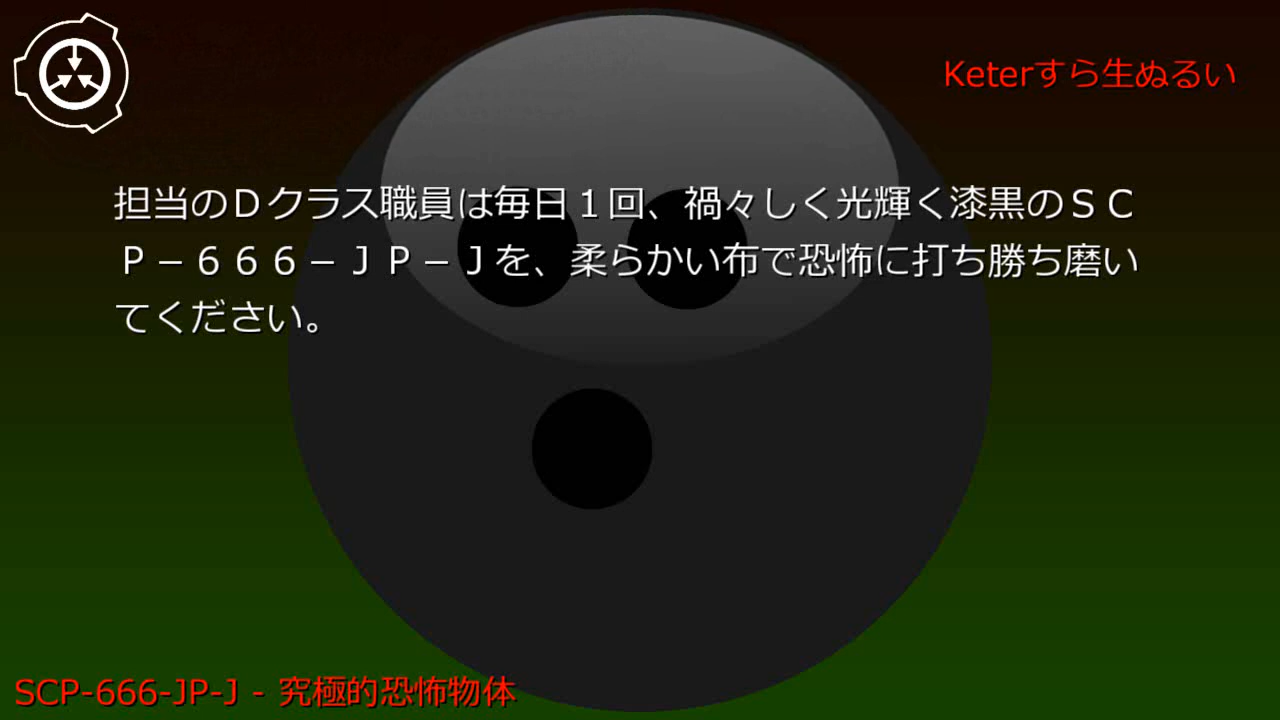 Keterすら生ぬるい
担当のＤクラス職員は毎日１回、禍々しく光輝く漆黒のＳＣ
Ｐ－６６６－ＪＰ－Ｊを、柔らかい布で恐怖に打ち勝ち磨い
てください。
SCP-666-JP-J - 究極的恐怖物体